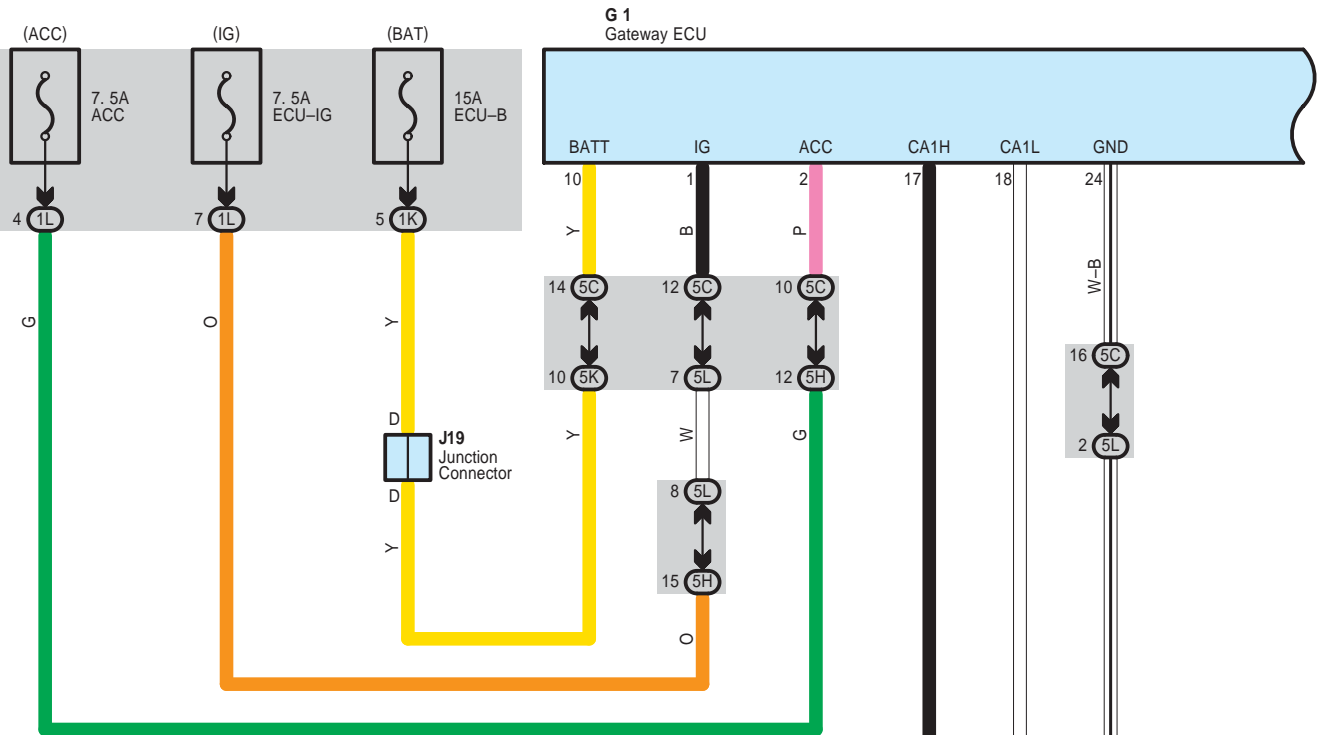 G 1
Gateway ECU
(ACC) (IG) (BAT)
7. 5A
ACC
7. 5A
ECU–IG
15A
ECU–B
BATT IG ACC CA1H CA1L GND
10 1 2 17 18 24
4 1L 7 1L 5 1K
Y B P W–B
14 5C 12 5C 10 5C
G O Y
16 5C
10 5K 7 5L 12 5H
D
J19
Junction
Connector
D
Y W G
2 5L
8 5L
Y
15 5H
O